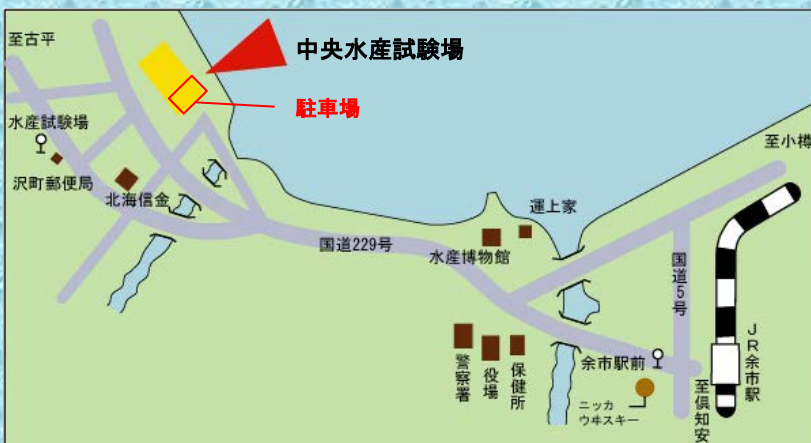 至古平
中央水産試験場
駐車場
水産試験場
沢町郵便局
北海信金
至小樽
運上家
国道229号
水産博物館
国道5号
警察署
役場
保健所
余市駅前
ニッカ
ウヰスキー
JR余市駅
至倶知安